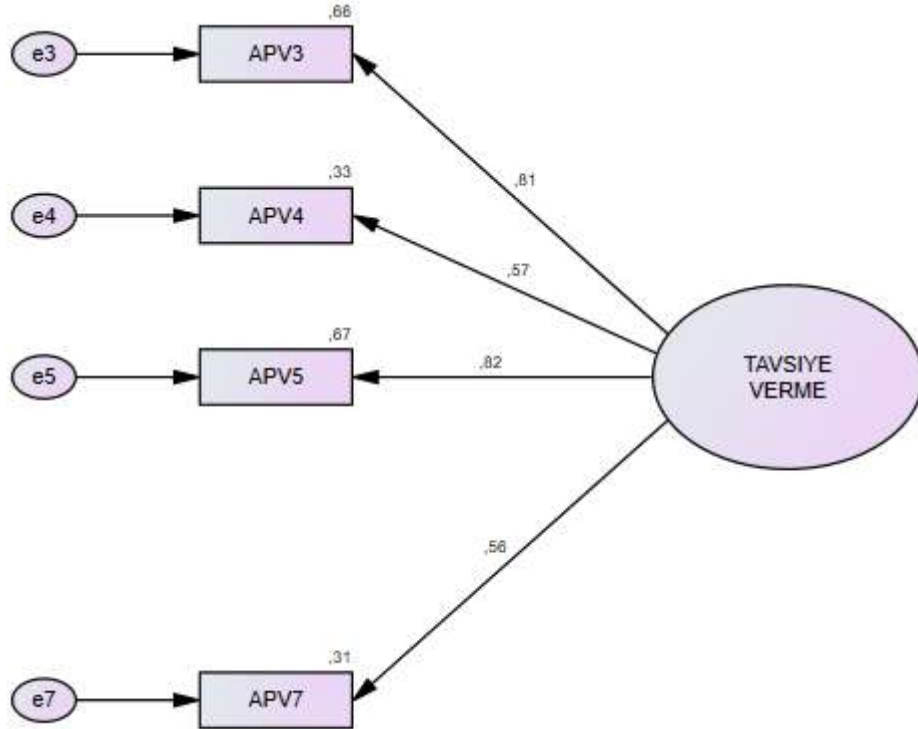 ,66
e3
APV3
,81
,33
e4
APV4
,57
,67
e5
APV5
,82
TAVSIYE
VERME
,56
,31
e7
APV7